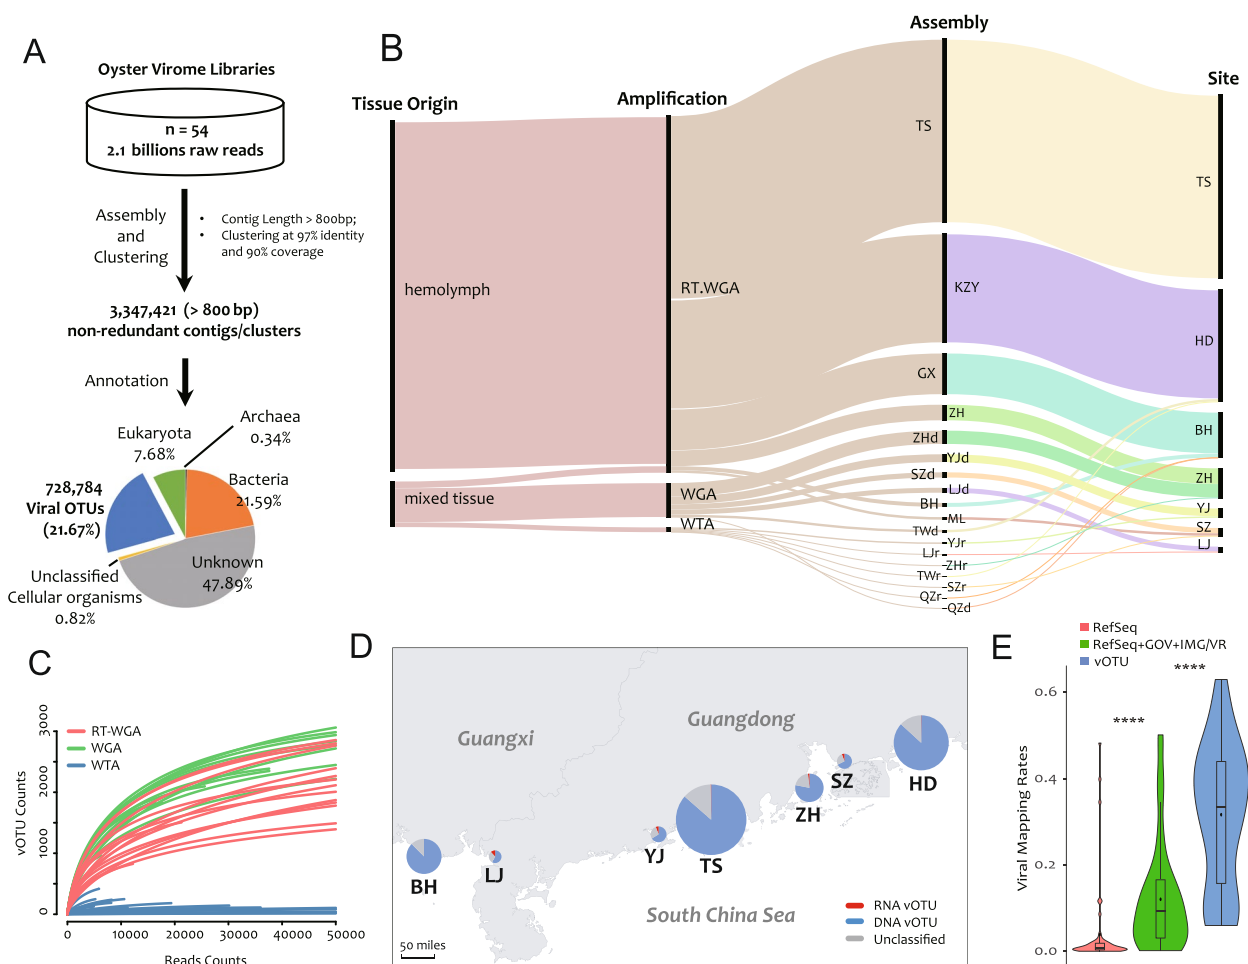 A
Oyster Virome Libraries
n = 54
2.1 billions raw reads
Assembly
and
Clustering
• Contig Length > 800bp;
• Clustering at 97% identity
and 90% coverage
3,347,421 (> 800 bp)
non-redundant contigs/clusters
Annotation
Archaea
0.34%
Eukaryota
7.68%
Bacteria
21.59%
728,784
Viral OTUs
(21.67%)
Unknown
47.89%
Unclassified
Cellular organisms
0.82%
B
Tissue Origin
Amplification
Assembly
Site
hemolymph
mixed tissue
RT.WGA
WGA
WTA
TS
KZY
GX
ZH
ZHd
YJd
SZd
LJd
BH
ML
TWd
YJr
LJr
ZHr
TWr
SZr
QZr
QZd
TS
HD
BH
ZH
YJ
SZ
LJ
C
RT-WGA
WGA
WTA
vOTU Counts
3000
2000
1000
0
0 10000 20000 30000 40000 50000
Reads Counts
D
Guangxi
Guangdong
South China Sea
BH
LJ
YJ
TS
ZH
SZ
HD
RNA vOTU
DNA vOTU
Unclassified
50 miles
E
RefSeq
RefSeq+GOV+IMG/VR
vOTU
****
****
Viral Mapping Rates
0.6
0.4
0.2
0.0